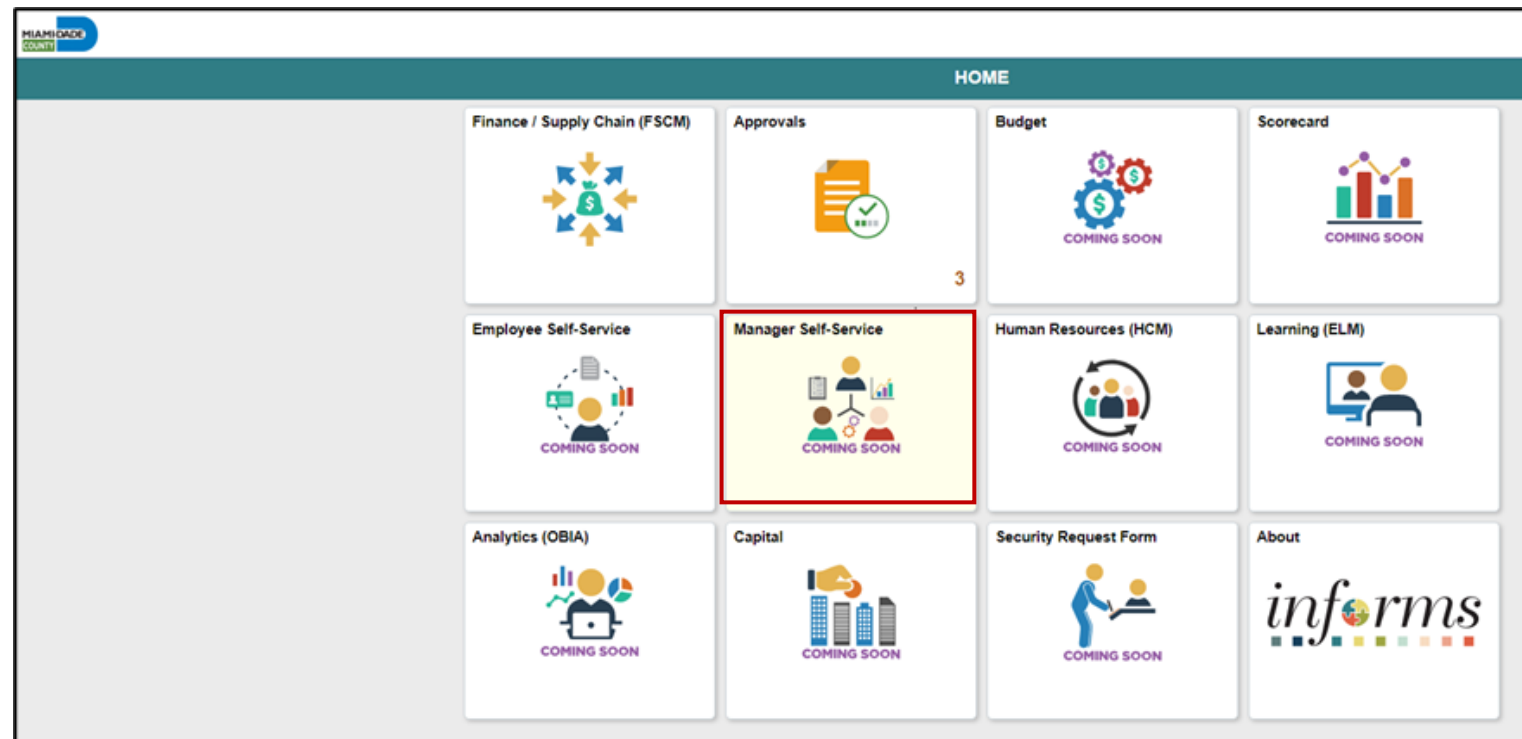 MIAMI-DADE
COUNTY
HOME
Finance / Supply Chain (FSCM)
Approvals
Budget
Scorecard
COMING SOON
COMING SOON
3
Employee Self-Service
Manager Self-Service
Human Resources (HCM)
Learning (ELM)
COMING SOON
COMING SOON
COMING SOON
COMING SOON
Analytics (OBIA)
Capital
Security Request Form
About
informs
COMING SOON
COMING SOON
COMING SOON